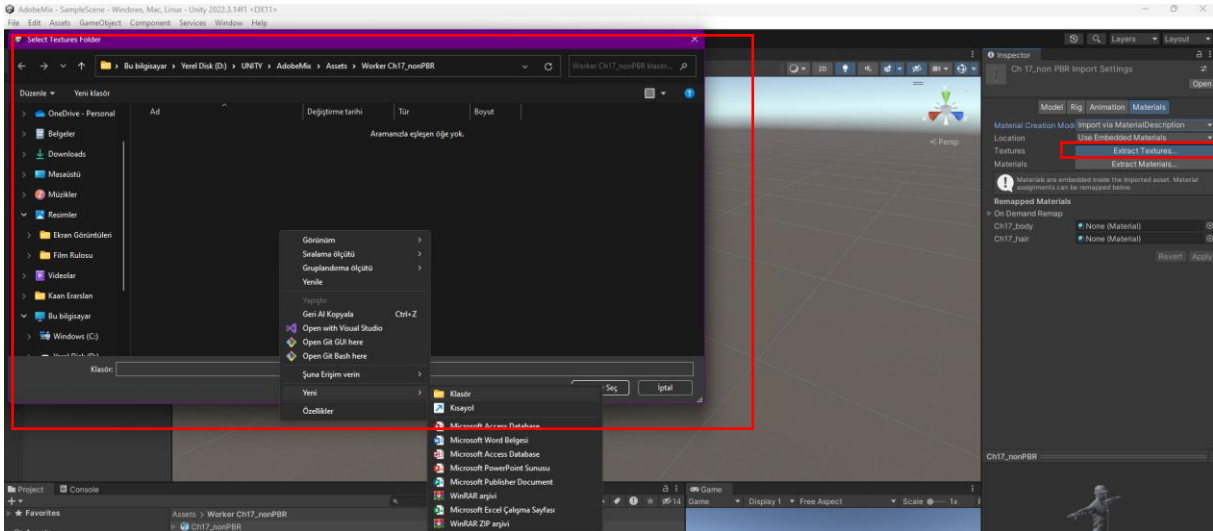 AdobeMix - SampleScene - Windows, Mac, Linux - Unity 2022.3.14f1 <DX11>
File Edit Assets GameObject Component Services Window Help
Select Textures Folder
Bu bilgisayar > Yerel Disk (D:) > UNITY > AdobeMix > Assets > Worker Ch17_nonPBR
Worker Ch17_nonPBR klasör...
Düzenle Yeni klasör
Ad Değiştirme tarihi Tür Boyut
Aramanızla eşleşen öğe yok.
OneDrive - Personal
Belgeler
Downloads
Masaüstü
Müzikler
Resimler
Ekran Görüntüleri
Film Rulosu
Videolar
Kaan Erarslan
Bu bilgisayar
Windows (C:)
Yerel Disk (D:)
Klasör:
Seç İptal
Görünüm
Sıralama ölçütü
Gruplandırma ölçütü
Yenile
Yapıştır
Geri Al Kopyala Ctrl+Z
Open with Visual Studio
Open Git GUI here
Open Git Bash here
Şuna Erişim verin
Yeni
Özellikler
Klasör
Kısayol
Microsoft Access Database
Microsoft Word Belgesi
Microsoft Access Database
Microsoft PowerPoint Sunusu
Microsoft Publisher Document
WinRAR arşivi
Microsoft Excel Çalışma Sayfası
WinRAR ZIP arşivi
2D
Persp
Layers Layout
Inspector
Ch 17_non PBR Import Settings
Open
Model Rig Animation Materials
Material Creation Mode Import via MaterialDescription
Location Use Embedded Materials
Textures Extract Textures...
Materials Extract Materials...
Materials are embedded inside the imported asset. Material
assignments can be remapped below.
Remapped Materials
On Demand Remap
Ch17_body None (Material)
Ch17_hair None (Material)
Revert Apply
Ch17_nonPBR
Project Console
14
Favorites
Assets > Worker Ch17_nonPBR
Ch17_nonPBR
Game
Game Display 1 Free Aspect Scale 1x